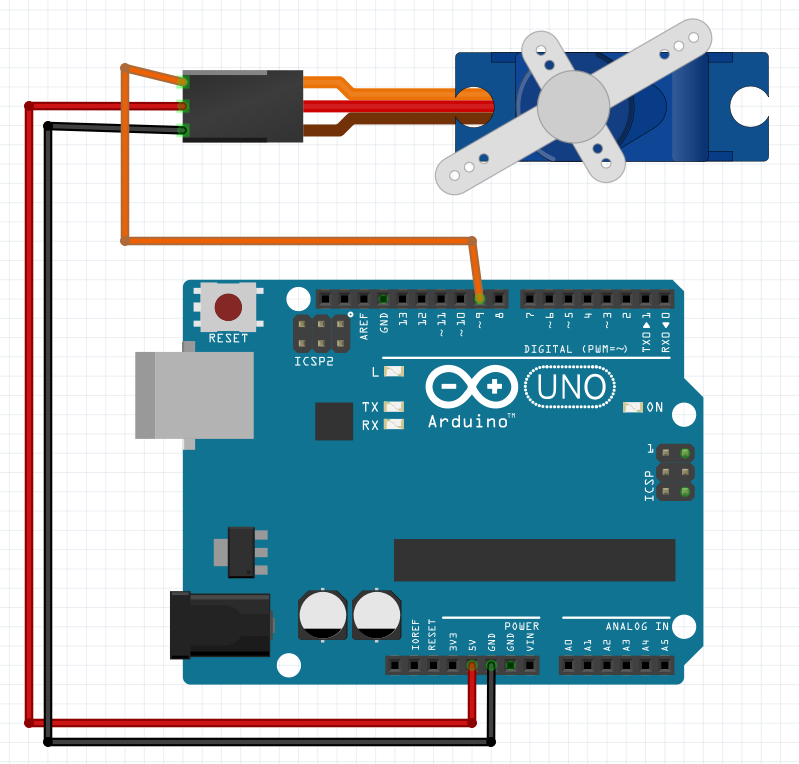 RESET
ICSP2
AREF
GND
13
12
~11
~10
~9
8
7
~6
~5
4
~3
2
TX0▶1
RX0◀0
DIGITAL (PWM=~)
L
TX
RX
UNO
Arduino™
ON
1
ICSP
POWER
ANALOG IN
IOREF
RESET
3V3
5V
GND
GND
VIN
A0
A1
A2
A3
A4
A5